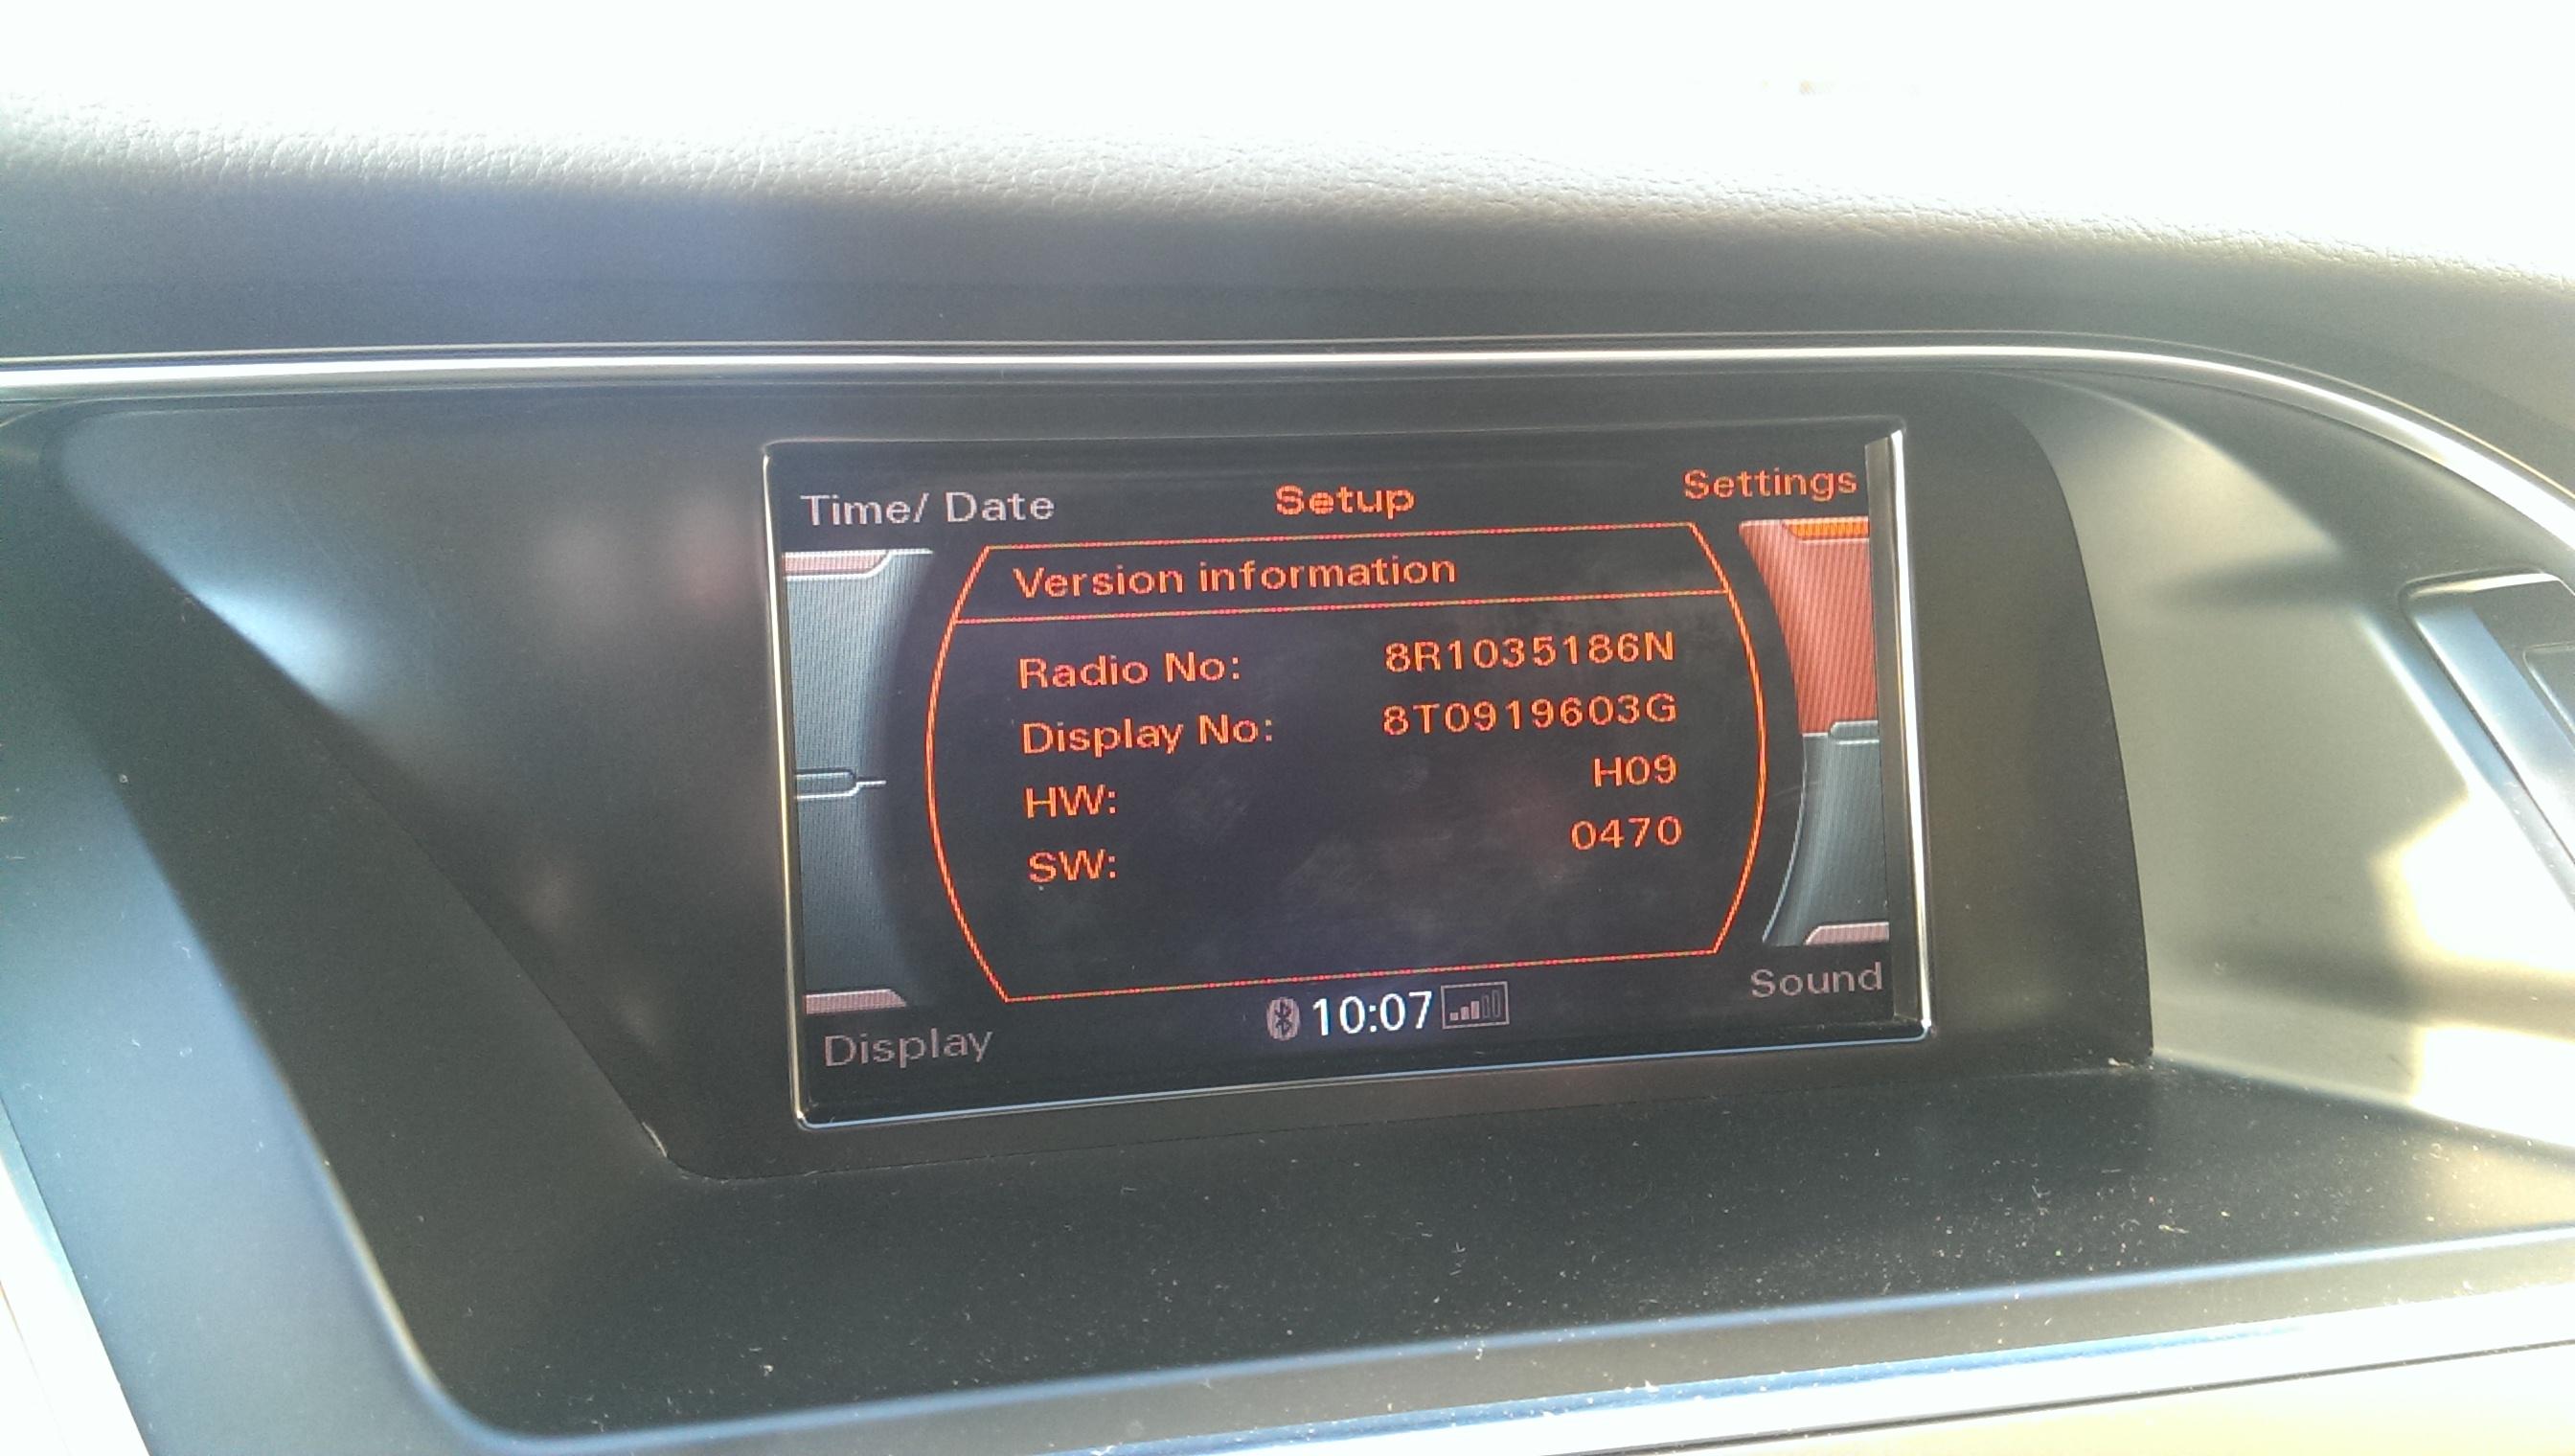 Time/ Date Setup Settings
Version information
Radio No: 8R1035186N
Display No: 8T0919603G
HW: H09
SW: 0470
Display 10:07 Sound